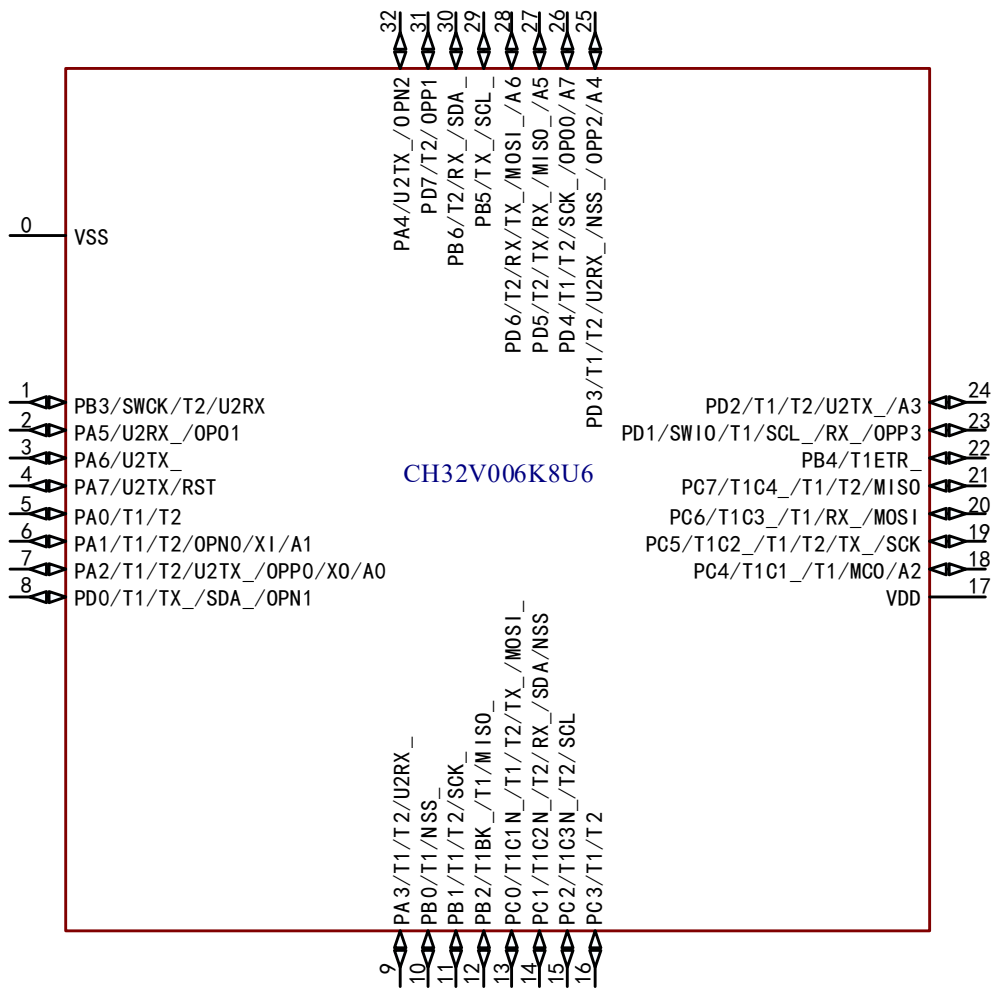 32
31
30
29
28
27
26
25
PA4/U2TX_/OPN2
PD7/T2/OPP1
PB6/T2/RX_/SDA_
PB5/TX_/SCL_
PD6/T2/RX/TX_/MOSI_/A6
PD5/T2/TX/RX_/MISO_/A5
PD4/T1/T2/SCK_/OPO0/A7
PD3/T1/T2/U2RX_/NSS_/OPP2/A4
0
VSS
1
PB3/SWCK/T2/U2RX
2
PA5/U2RX_/OPO1
3
PA6/U2TX_
4
PA7/U2TX/RST
5
PA0/T1/T2
6
PA1/T1/T2/OPN0/XI/A1
7
PA2/T1/T2/U2TX_/OPP0/XO/A0
8
PD0/T1/TX_/SDA_/OPN1
CH32V006K8U6
PD2/T1/T2/U2TX_/A3
24
PD1/SWIO/T1/SCL_/RX_/OPP3
23
PB4/T1ETR_
22
PC7/T1C4_/T1/T2/MISO
21
PC6/T1C3_/T1/RX_/MOSI
20
PC5/T1C2_/T1/T2/TX_/SCK
19
PC4/T1C1_/T1/MCO/A2
18
VDD
17
PA3/T1/T2/U2RX_
PB0/T1/NSS_
PB1/T1/T2/SCK_
PB2/T1BK_/T1/MISO_
PC0/T1C1N_/T1/T2/TX_/MOSI_
PC1/T1C2N_/T2/RX_/SDA/NSS
PC2/T1C3N_/T2/SCL
PC3/T1/T2
9
10
11
12
13
14
15
16